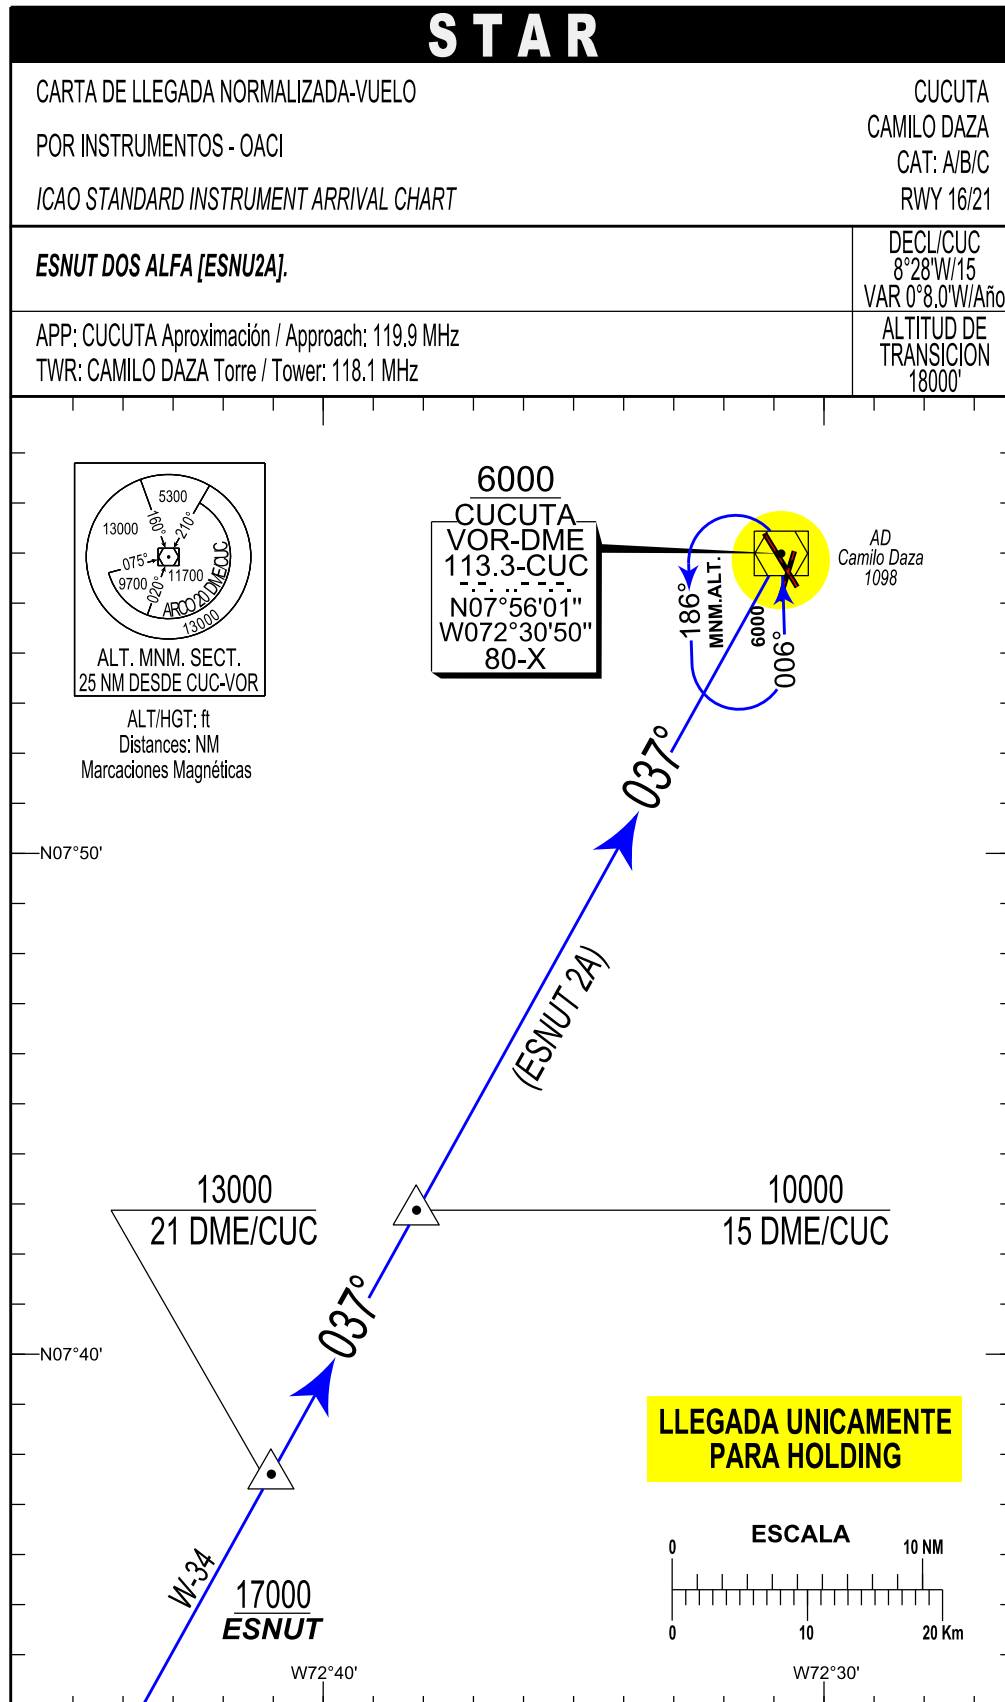 STAR
CARTA DE LLEGADA NORMALIZADA-VUELO
POR INSTRUMENTOS - OACI
ICAO STANDARD INSTRUMENT ARRIVAL CHART
CUCUTA
CAMILO DAZA
CAT: A/B/C
RWY 16/21
ESNUT DOS ALFA [ESNU2A].
DECL/CUC
8°28'W/15
VAR 0°8.0'W/Año
APP: CUCUTA Aproximación / Approach: 119.9 MHz
TWR: CAMILO DAZA Torre / Tower: 118.1 MHz
ALTITUD DE
TRANSICION
18000'
5300
13000
160°
210°
075°
9700
11700
020°
ARCO 20 DME/CUC
13000
ALT. MNM. SECT.
25 NM DESDE CUC-VOR
ALT/HGT: ft
Distances: NM
Marcaciones Magnéticas
6000
CUCUTA
VOR-DME
113.3-CUC
N07°56'01"
W072°30'50"
80-X
186°
MNM.ALT.
6000
006°
AD
Camilo Daza
1098
037°
N07°50'
(ESNUT 2A)
13000
21 DME/CUC
10000
15 DME/CUC
037°
N07°40'
LLEGADA UNICAMENTE
PARA HOLDING
W-34
17000
ESNUT
ESCALA
0
10 NM
0
10
20 Km
W72°40'
W72°30'